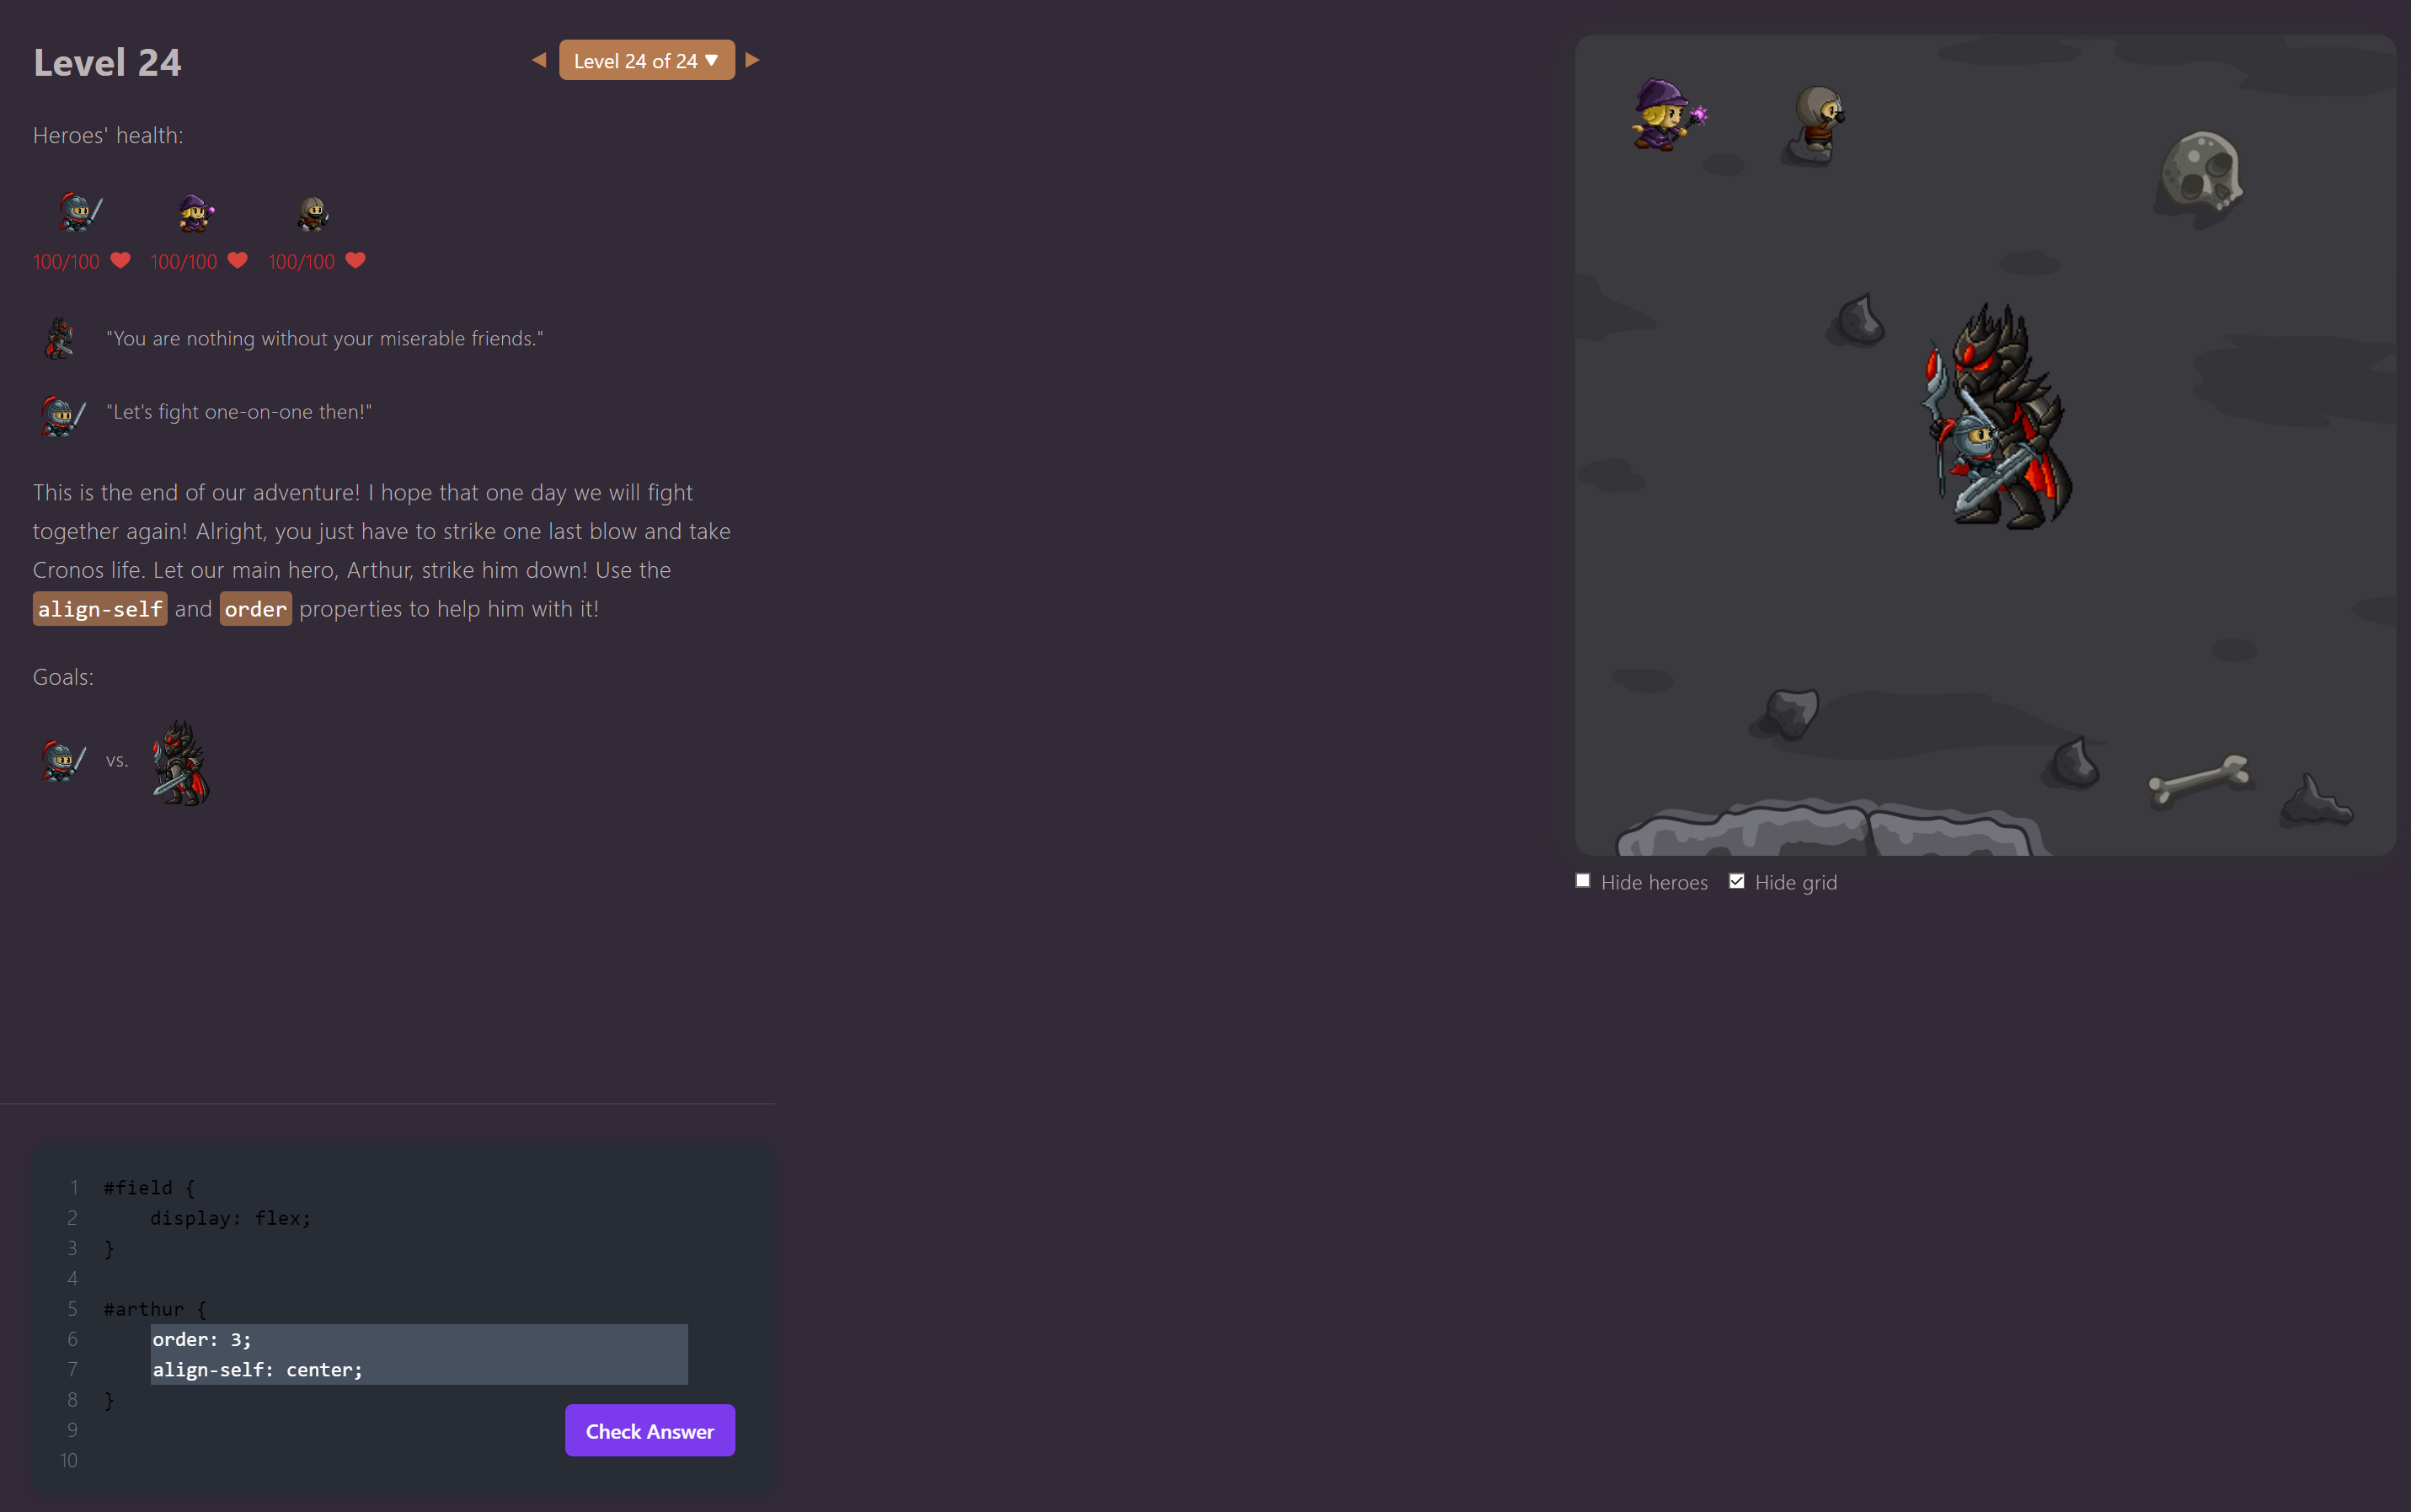 Level 24
Level 24 of 24
Heroes' health:
100/100 100/100 100/100
"You are nothing without your miserable friends."
"Let's fight one-on-one then!"
This is the end of our adventure! I hope that one day we will fight
together again! Alright, you just have to strike one last blow and take
Cronos life. Let our main hero, Arthur, strike him down! Use the
align-self and order properties to help him with it!
Goals:
vs.
1 #field {
2     display: flex;
3 }
4
5 #arthur {
6     order: 3;
7     align-self: center;
8 }
9
10
Check Answer
Hide heroes Hide grid